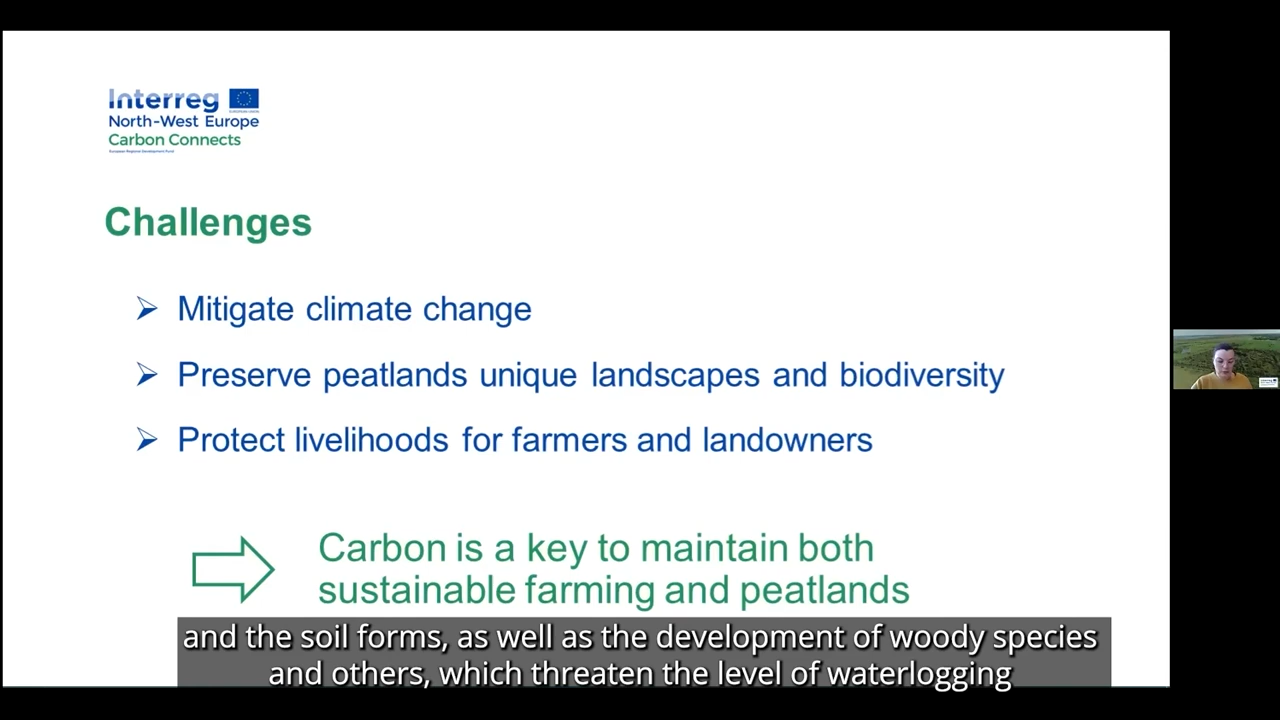 Interreg
EUROPEAN UNION
North-West Europe
Carbon Connects
European Regional Development Fund
Challenges
Mitigate climate change
Preserve peatlands unique landscapes and biodiversity
Protect livelihoods for farmers and landowners
Carbon is a key to maintain both
sustainable farming and peatlands
and the soil forms, as well as the development of woody species
and others, which threaten the level of waterlogging